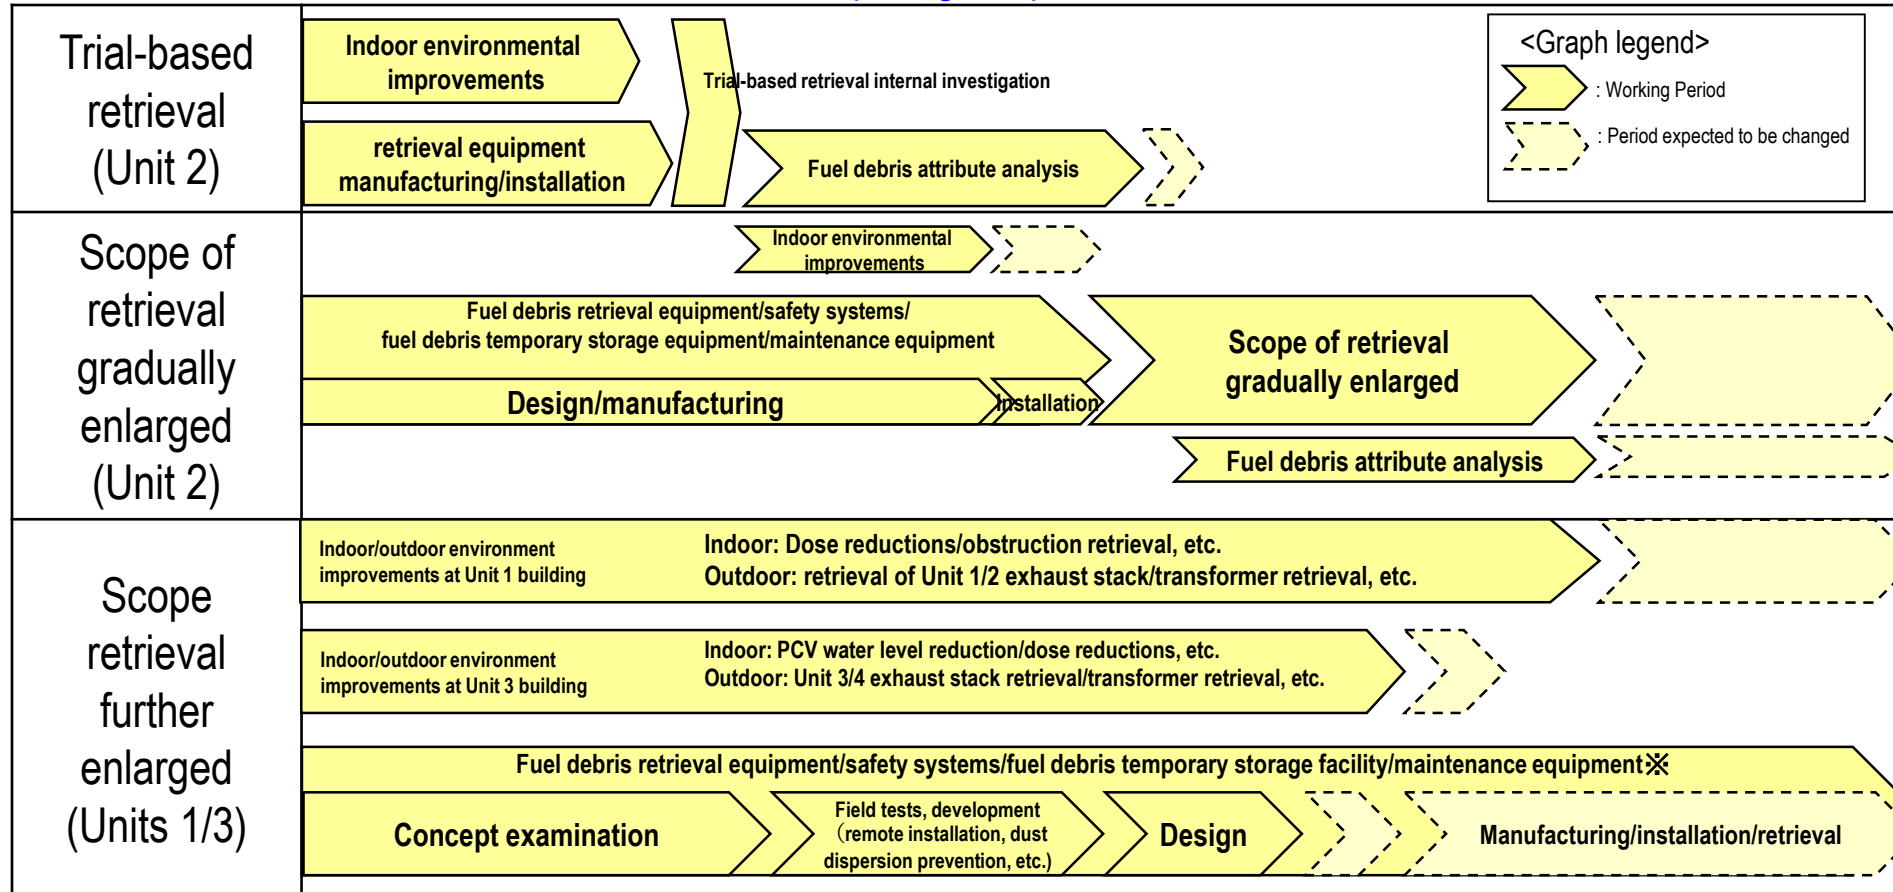 Trial-based
retrieval
(Unit 2)
Indoor environmental
improvements
retrieval equipment
manufacturing/installation
Trial-based retrieval internal investigation
Fuel debris attribute analysis
<Graph legend>
: Working Period
: Period expected to be changed
Scope of
retrieval
gradually
enlarged
(Unit 2)
Indoor environmental
improvements
Fuel debris retrieval equipment/safety systems/
fuel debris temporary storage equipment/maintenance equipment
Design/manufacturing
Installation
Scope of retrieval
gradually enlarged
Fuel debris attribute analysis
Scope
retrieval
further
enlarged
(Units 1/3)
Indoor/outdoor environment
improvements at Unit 1 building
Indoor: Dose reductions/obstruction retrieval, etc.
Outdoor: retrieval of Unit 1/2 exhaust stack/transformer retrieval, etc.
Indoor/outdoor environment
improvements at Unit 3 building
Indoor: PCV water level reduction/dose reductions, etc.
Outdoor: Unit 3/4 exhaust stack retrieval/transformer retrieval, etc.
Fuel debris retrieval equipment/safety systems/fuel debris temporary storage facility/maintenance equipment※
Concept examination
Field tests, development
（remote installation, dust
dispersion prevention, etc.)
Design
Manufacturing/installation/retrieval